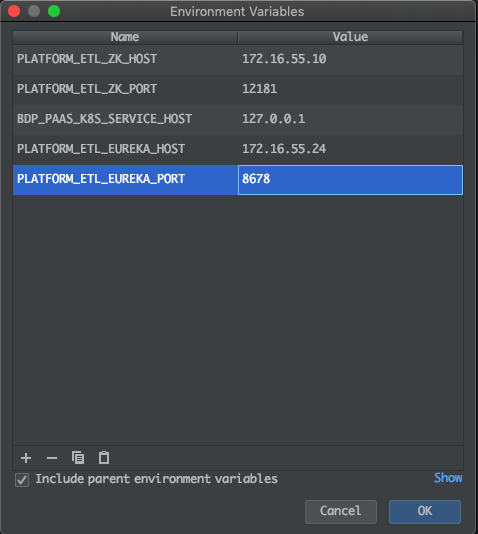 Environment Variables
Name Value
PLATFORM_ETL_ZK_HOST 172.16.55.10
PLATFORM_ETL_ZK_PORT 12181
BDP_PAAS_K8S_SERVICE_HOST 127.0.0.1
PLATFORM_ETL_EUREKA_HOST 172.16.55.24
PLATFORM_ETL_EUREKA_PORT 8678
Include parent environment variables Show
Cancel OK